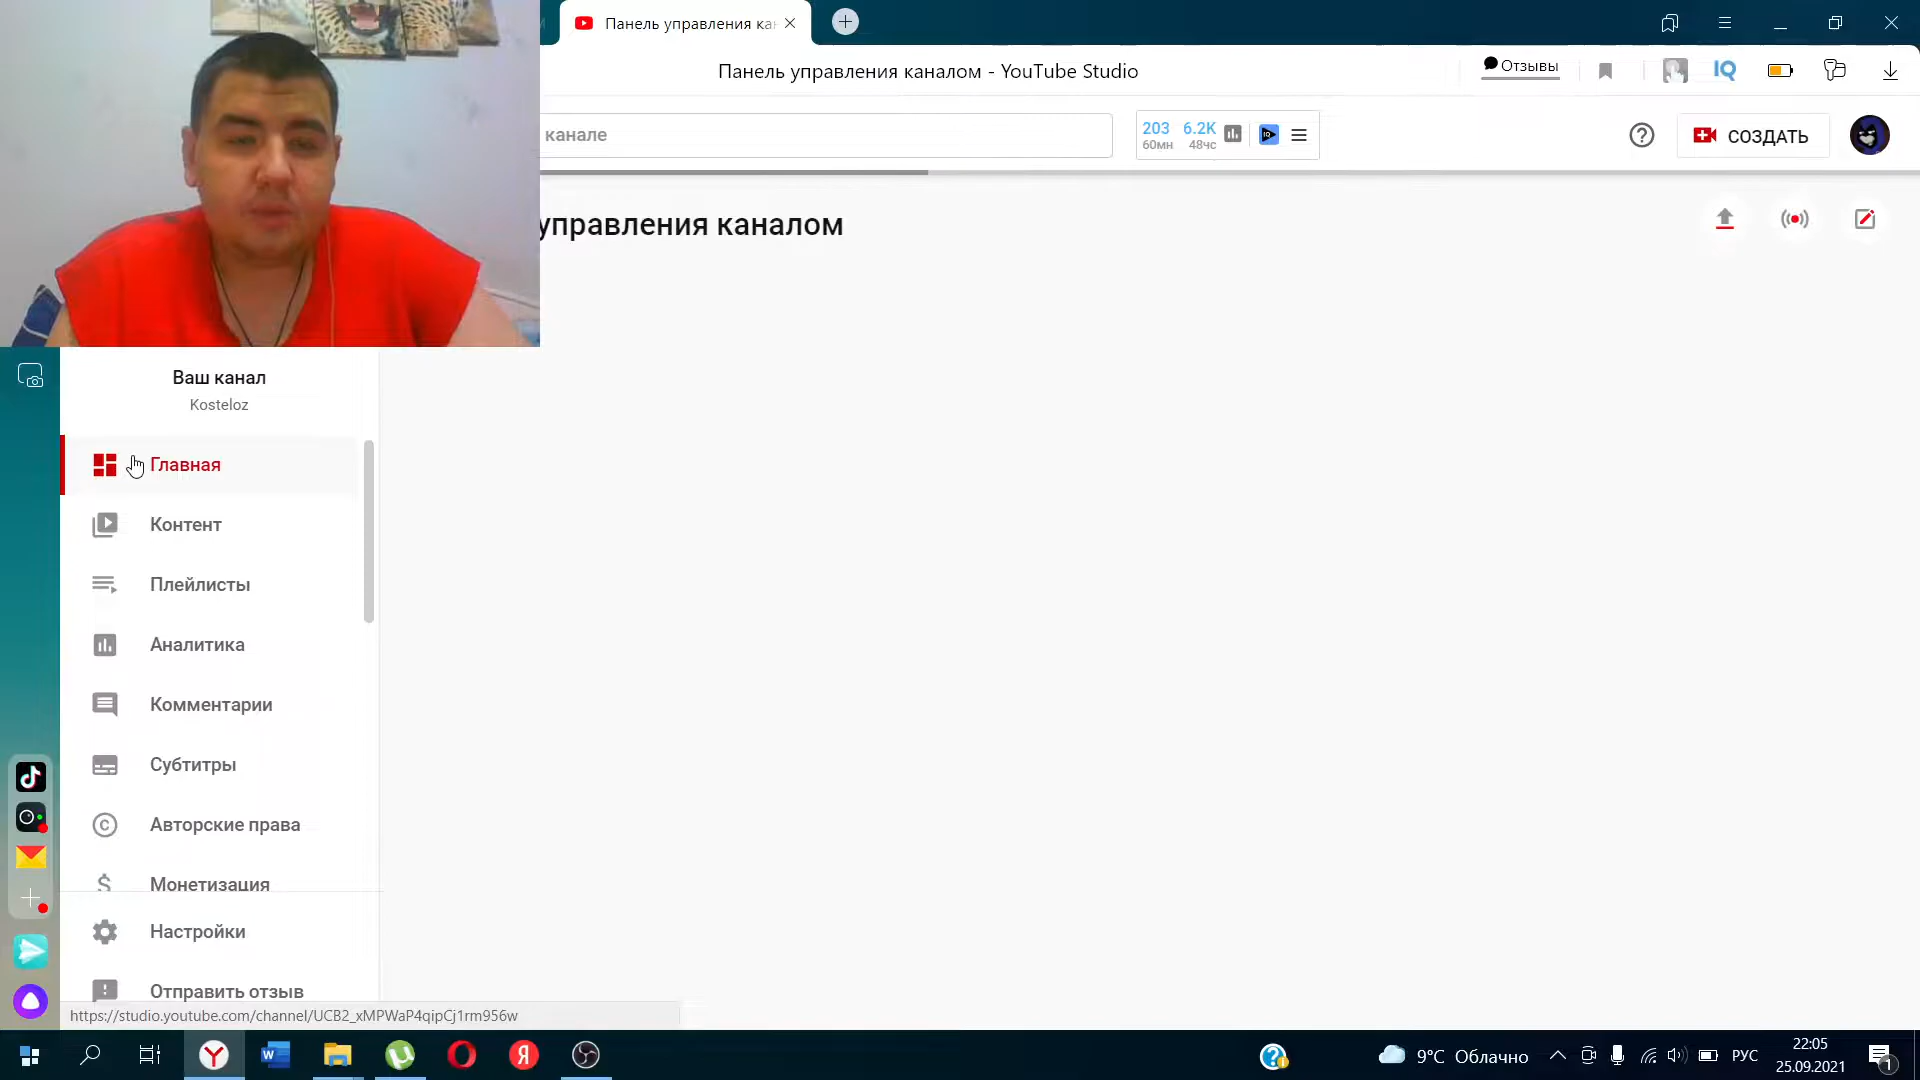 Панель управления кан
Панель управления каналом - YouTube Studio
Отзывы
IQ
канале
203 6.2K
60мн 48чс
СОЗДАТЬ
управления каналом
Ваш канал
Kosteloz
Главная
Контент
Плейлисты
Аналитика
Комментарии
Субтитры
Авторские права
Монетизация
Настройки
Отправить отзыв
https://studio.youtube.com/channel/UCB2_xMPWaP4qipCj1rm956w
9°C Облачно
РУС
22:05
25.09.2021
1